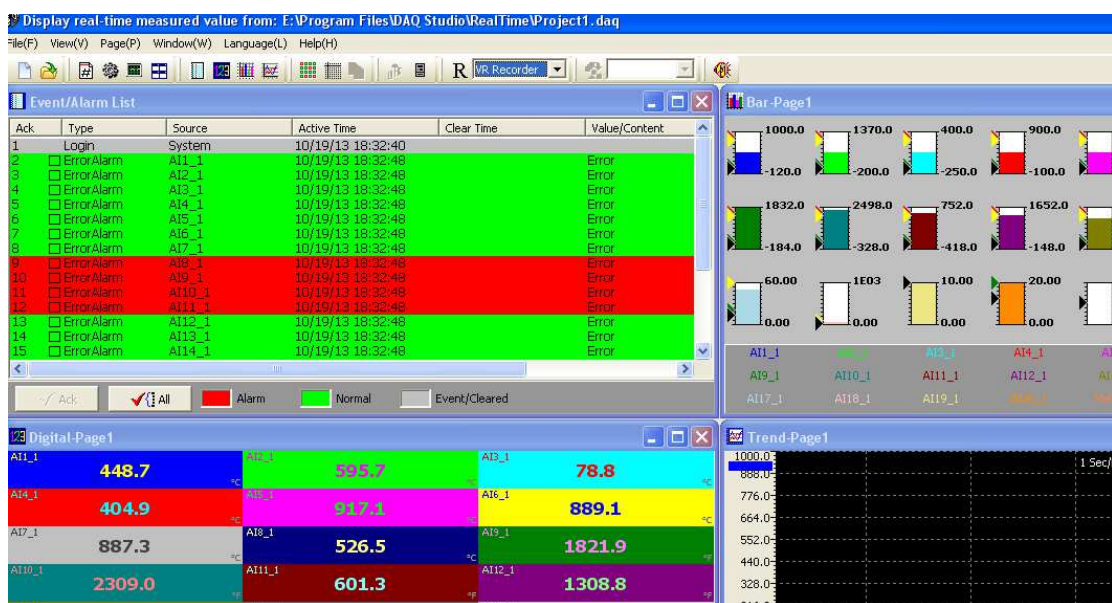 Display real-time measured value from: E:\Program Files\DAQ Studio\RealTime\Project1.daq
File(F) View(V) Page(P) Window(W) Language(L) Help(H)
R VR Recorder
Event/Alarm List
Ack Type Source Active Time Clear Time Value/Content
1 Login System 10/19/13 18:32:40
2 ErrorAlarm AI1_1 10/19/13 18:32:48 Error
3 ErrorAlarm AI2_1 10/19/13 18:32:48 Error
4 ErrorAlarm AI3_1 10/19/13 18:32:48 Error
5 ErrorAlarm AI4_1 10/19/13 18:32:48 Error
6 ErrorAlarm AI5_1 10/19/13 18:32:48 Error
7 ErrorAlarm AI6_1 10/19/13 18:32:48 Error
8 ErrorAlarm AI7_1 10/19/13 18:32:48 Error
9 ErrorAlarm AI8_1 10/19/13 18:32:48 Error
10 ErrorAlarm AI9_1 10/19/13 18:32:48 Error
11 ErrorAlarm AI10_1 10/19/13 18:32:48 Error
12 ErrorAlarm AI11_1 10/19/13 18:32:48 Error
13 ErrorAlarm AI12_1 10/19/13 18:32:48 Error
14 ErrorAlarm AI13_1 10/19/13 18:32:48 Error
15 ErrorAlarm AI14_1 10/19/13 18:32:48 Error
Ack All Alarm Normal Event/Cleared
Bar-Page1
1000.0 1370.0 400.0 900.0
-120.0 -200.0 -250.0 -100.0
1832.0 2498.0 752.0 1652.0
-184.0 -328.0 -418.0 -148.0
60.00 1E03 10.00 20.00
0.00 0.00 0.00 0.00
AI1_1 AI3_1 AI4_1
AI9_1 AI10_1 AI11_1 AI12_1
AI17_1 AI18_1 AI19_1
123 Digital-Page1
AI1_1 448.7 °C
AI2_1 595.7 °C
AI3_1 78.8 °C
AI4_1 404.9 °C
AI5_1 917.1 °C
AI6_1 889.1 °C
AI7_1 887.3 °C
AI8_1 526.5 °C
AI9_1 1821.9 °F
AI10_1 2309.0 °F
AI11_1 601.3 °F
AI12_1 1308.8 °F
Trend-Page1
1 Sec/
1000.0
888.0
776.0
664.0
552.0
440.0
328.0